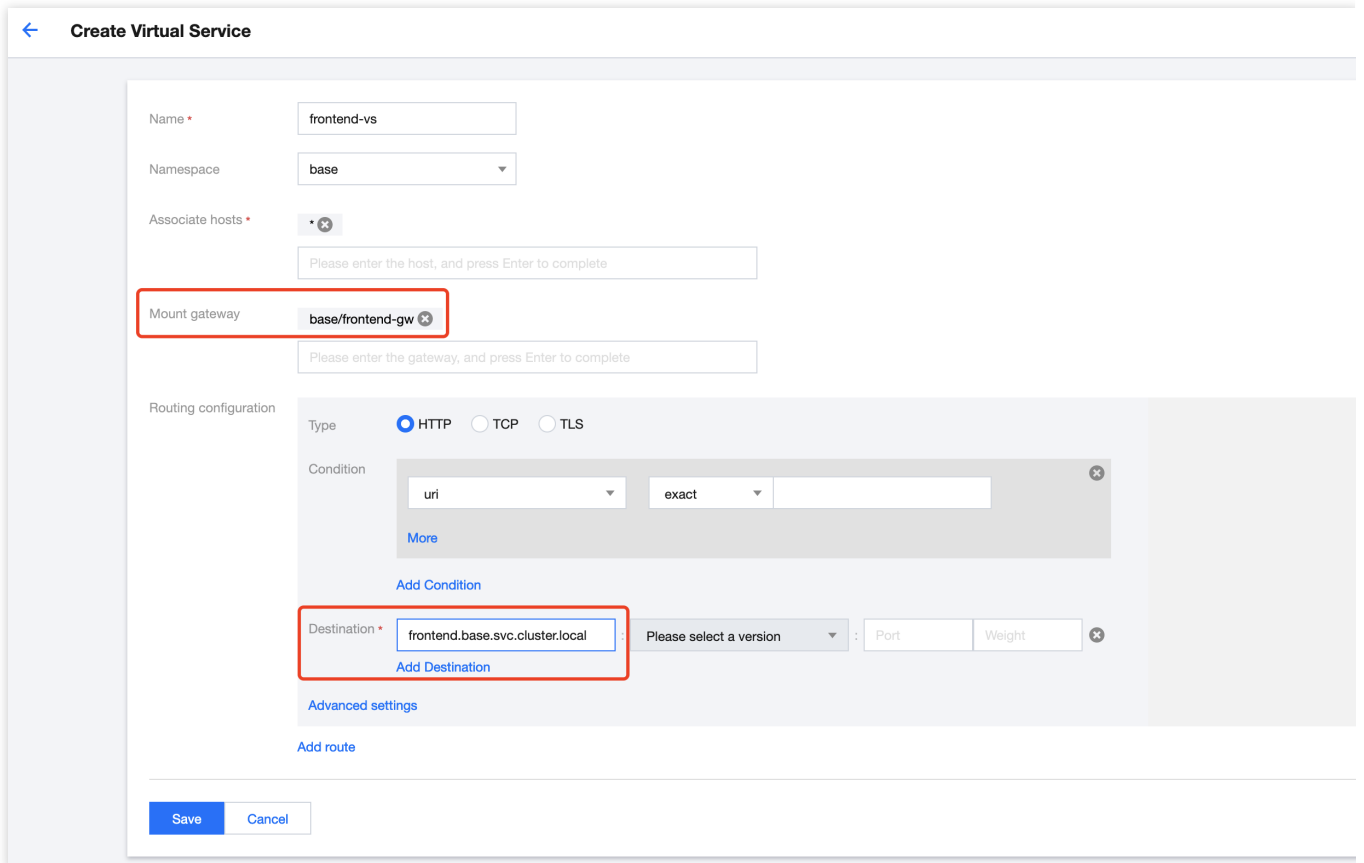 Create Virtual Service
Name *
frontend-vs
Namespace
base
Associate hosts *
*
Please enter the host, and press Enter to complete
Mount gateway
base/frontend-gw
Please enter the gateway, and press Enter to complete
Routing configuration
Type
HTTP TCP TLS
Condition
uri exact
More
Add Condition
Destination * frontend.base.svc.cluster.local : Please select a version : Port Weight
Add Destination
Advanced settings
Add route
Save Cancel